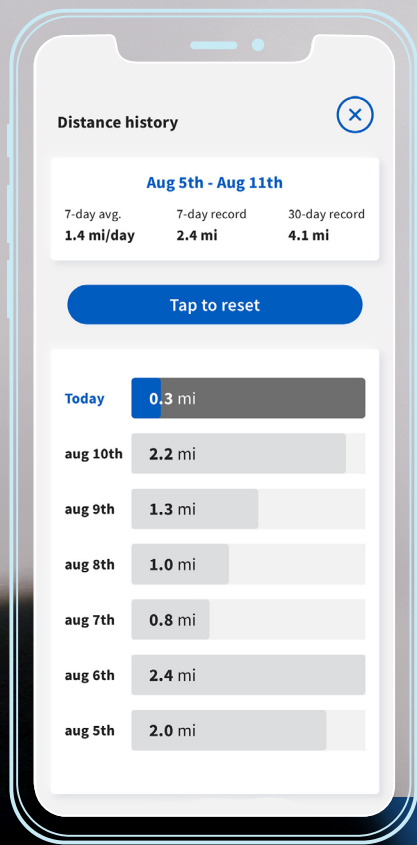 Distance history
Aug 5th - Aug 11th
7-day avg. 7-day record 30-day record
1.4 mi/day 2.4 mi 4.1 mi
Tap to reset
Today 0.3 mi
aug 10th 2.2 mi
aug 9th 1.3 mi
aug 8th 1.0 mi
aug 7th 0.8 mi
aug 6th 2.4 mi
aug 5th 2.0 mi